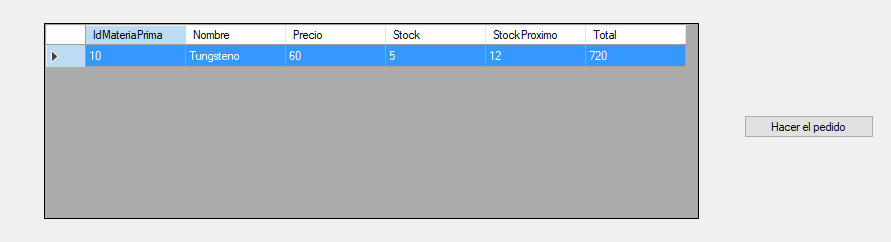 IdMateriaPrima Nombre Precio Stock StockProximo Total
10 Tungsteno 60 5 12 720
Hacer el pedido